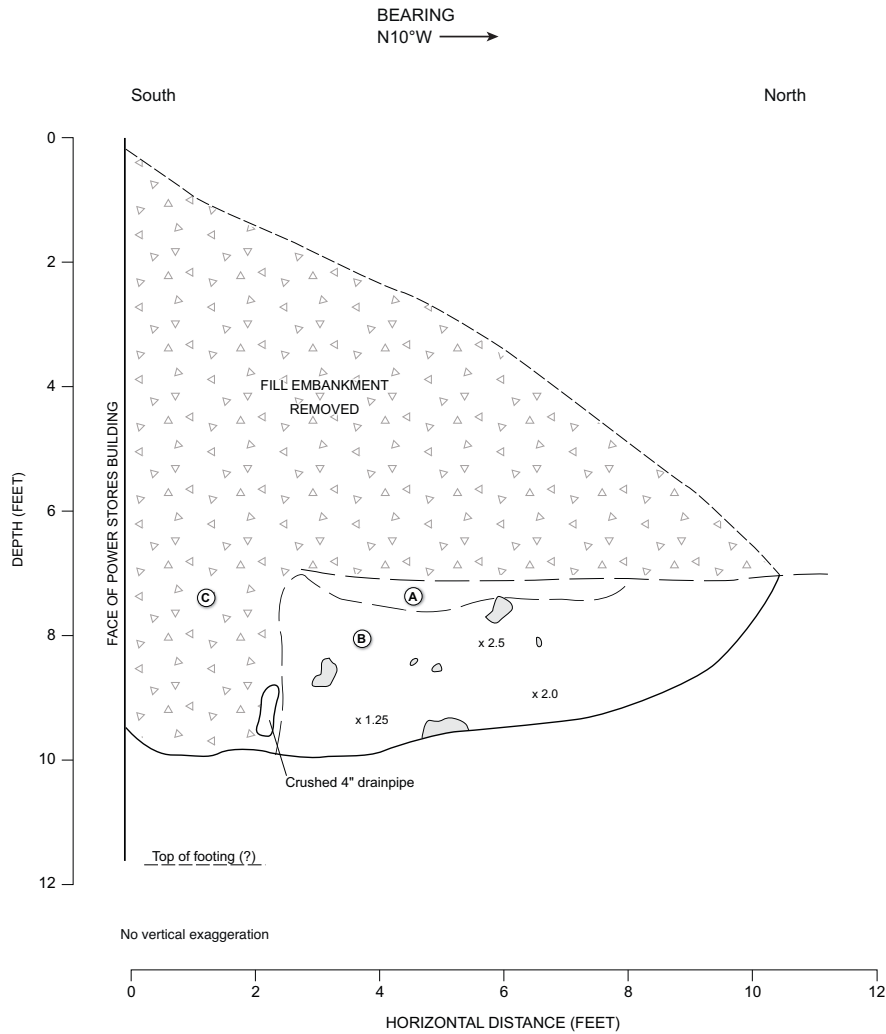 BEARING
N10°W
South
North
0
2
4
6
8
10
12
DEPTH (FEET)
FACE OF POWER STORES BUILDING
FILL EMBANKMENT
REMOVED
C
A
B
x 2.5
x 2.0
x 1.25
Crushed 4" drainpipe
Top of footing (?)
No vertical exaggeration
0
2
4
6
8
10
12
HORIZONTAL DISTANCE (FEET)